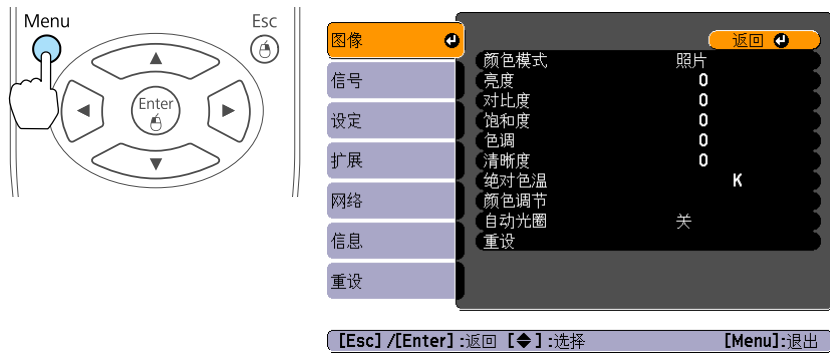 Menu
Esc
Enter
图像
信号
设定
扩展
网络
信息
重设
返回
颜色模式 照片
亮度 0
对比度 0
饱和度 0
色调 0
清晰度 0
绝对色温 K
颜色调节
自动光圈 关
重设
[Esc] /[Enter] :返回 [◆] :选择 [Menu]:退出